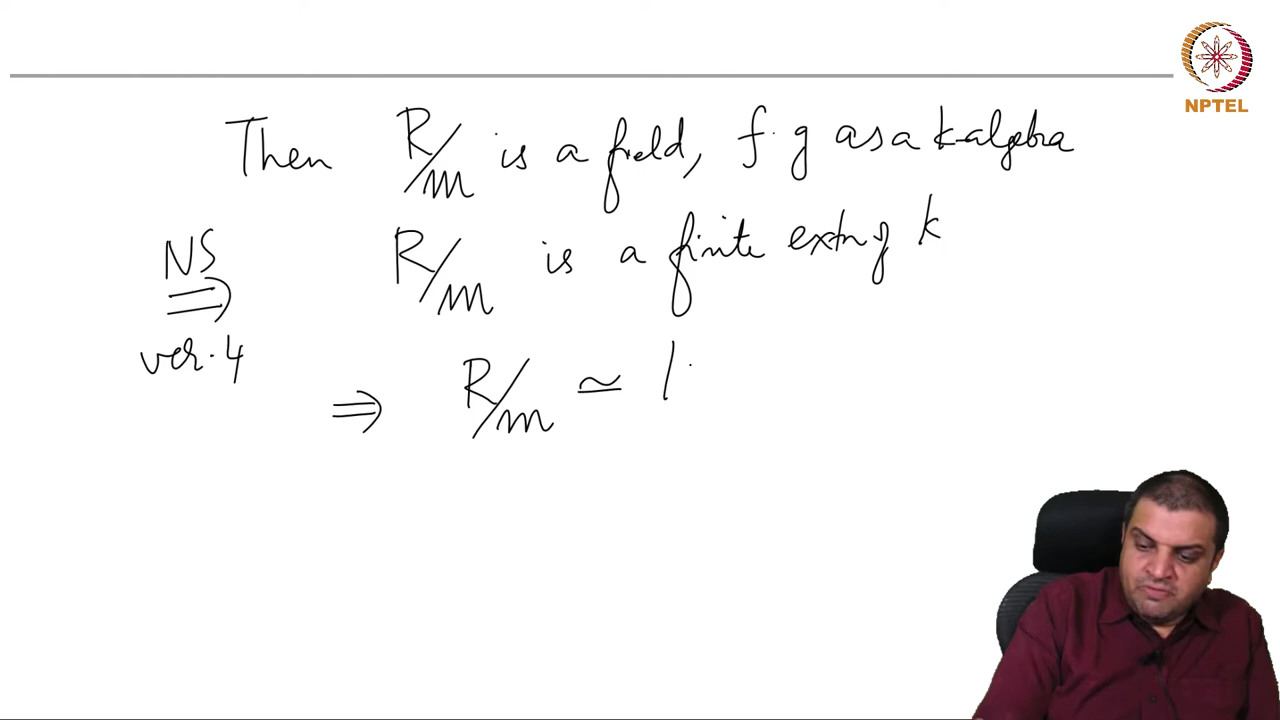 NPTEL
Then R/m is a field, f.g as a k-algebra
NS ⇒ ver. 4 R/m is a finite extn of k
⇒ R/m ≃